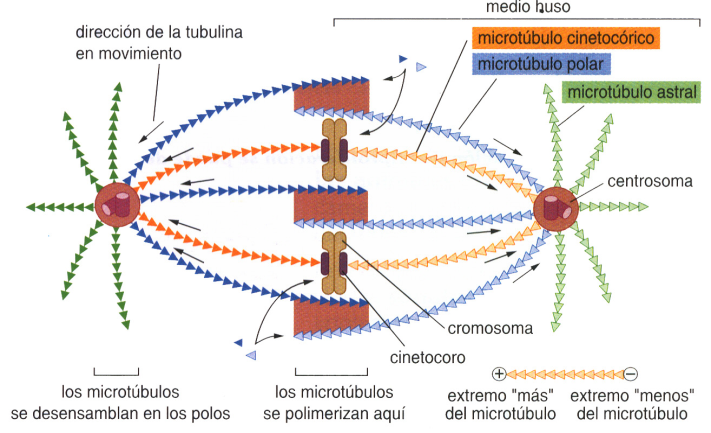 medio huso
dirección de la tubulina
en movimiento
microtúbulo cinetocórico
microtúbulo polar
microtúbulo astral
centrosoma
cromosoma
cinetocoro
los microtúbulos
se desensamblan en los polos
los microtúbulos
se polimerizan aquí
+ −
extremo "más"
del microtúbulo
extremo "menos"
del microtúbulo